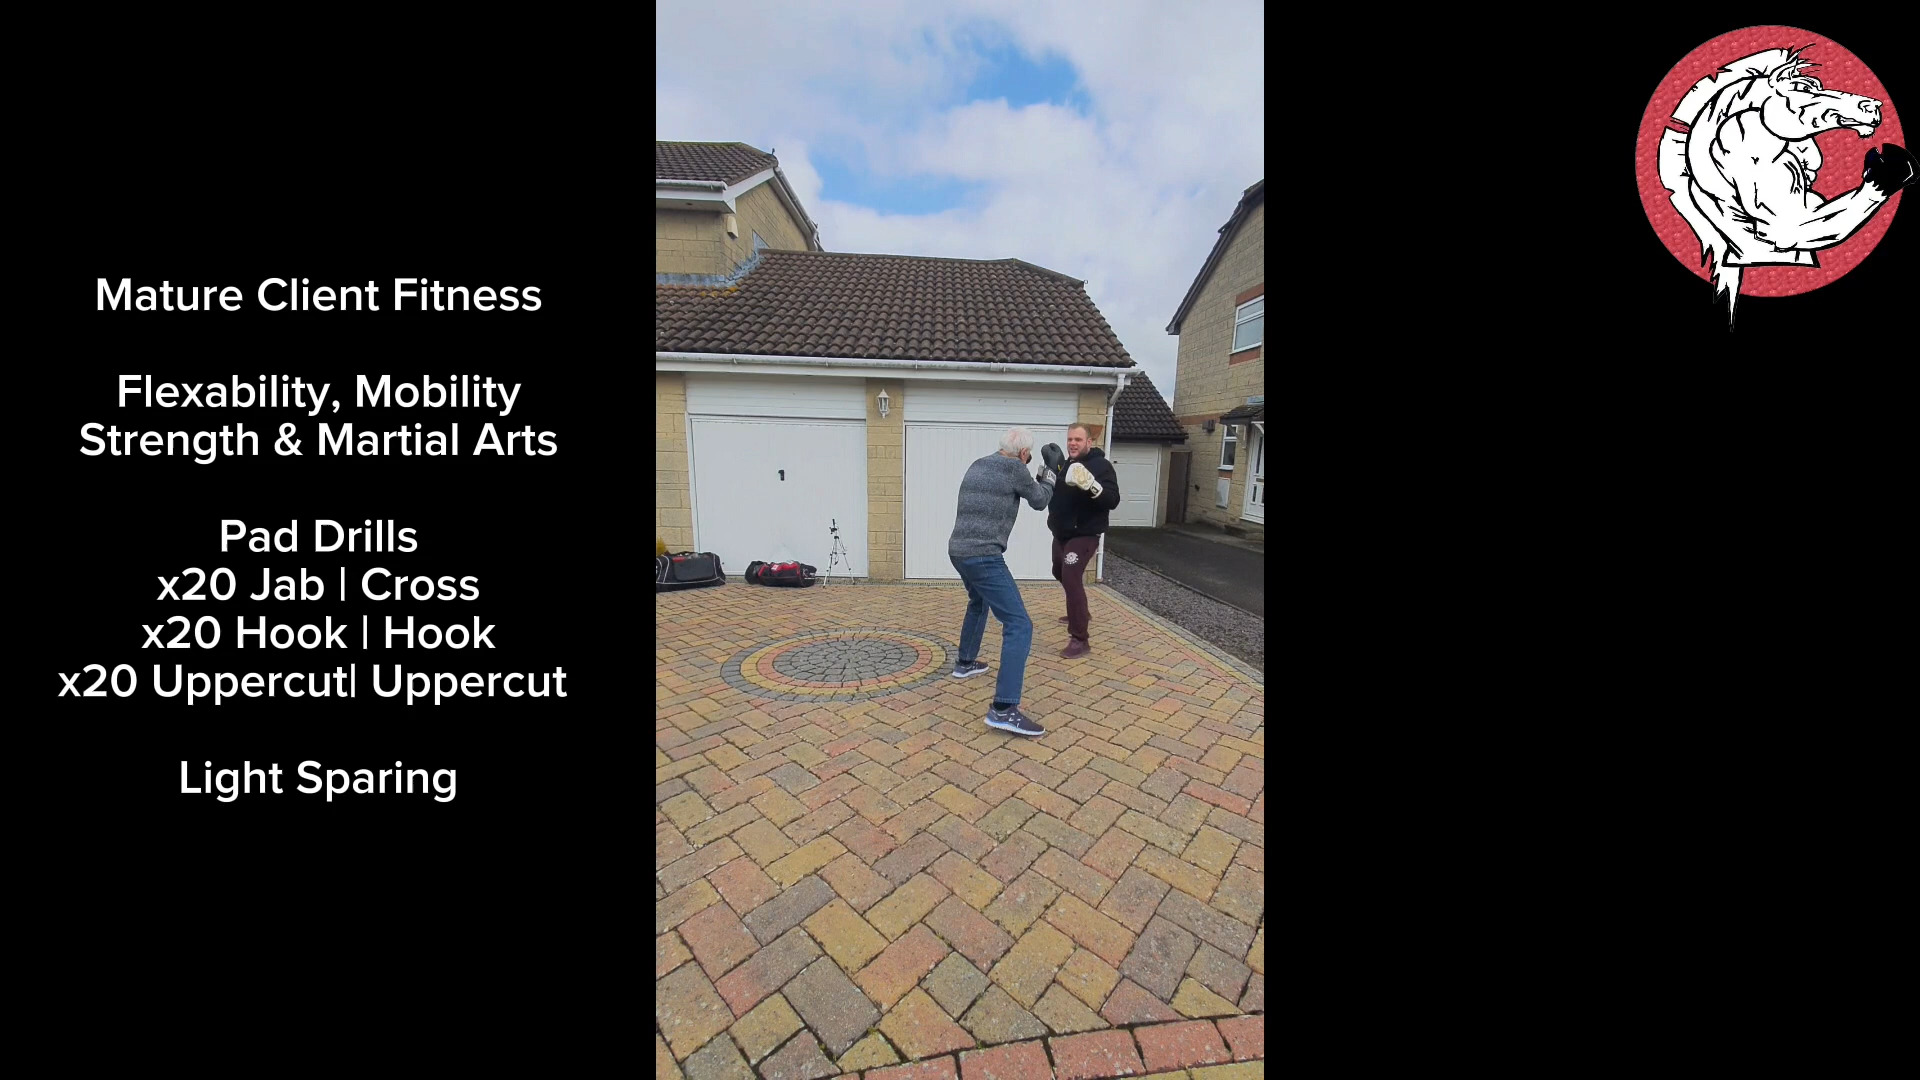 Mature Client Fitness
Flexability, Mobility
Strength & Martial Arts
Pad Drills
x20 Jab | Cross
x20 Hook | Hook
x20 Uppercut| Uppercut
Light Sparing